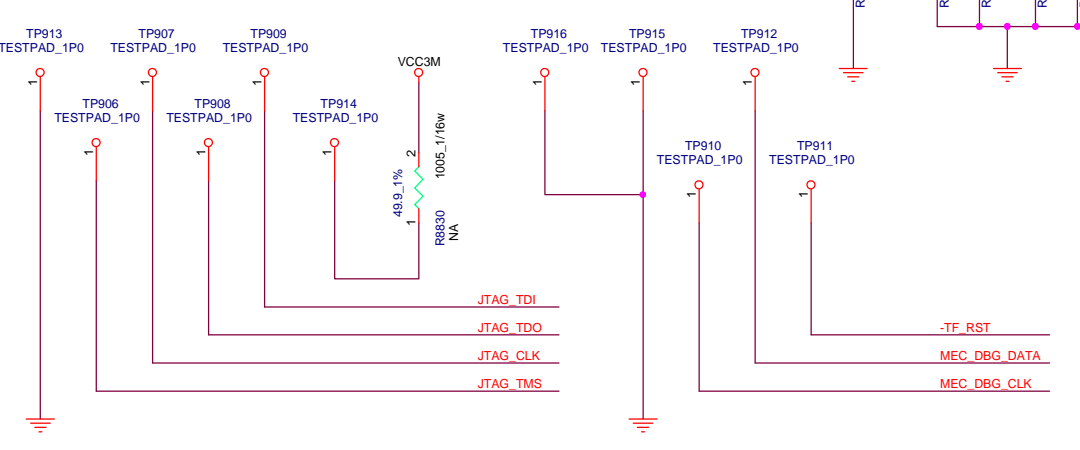 TP913
TESTPAD_1P0
1
TP907
TESTPAD_1P0
1
TP909
TESTPAD_1P0
1
TP906
TESTPAD_1P0
1
TP908
TESTPAD_1P0
1
TP914
TESTPAD_1P0
1
VCC3M
2
1005_1/16w
49.9_1%
1
R8830
NA
TP916
TESTPAD_1P0
1
TP915
TESTPAD_1P0
1
TP912
TESTPAD_1P0
1
TP910
TESTPAD_1P0
1
TP911
TESTPAD_1P0
1
R
R
R
R
JTAG_TDI
JTAG_TDO
JTAG_CLK
JTAG_TMS
-TF_RST
MEC_DBG_DATA
MEC_DBG_CLK